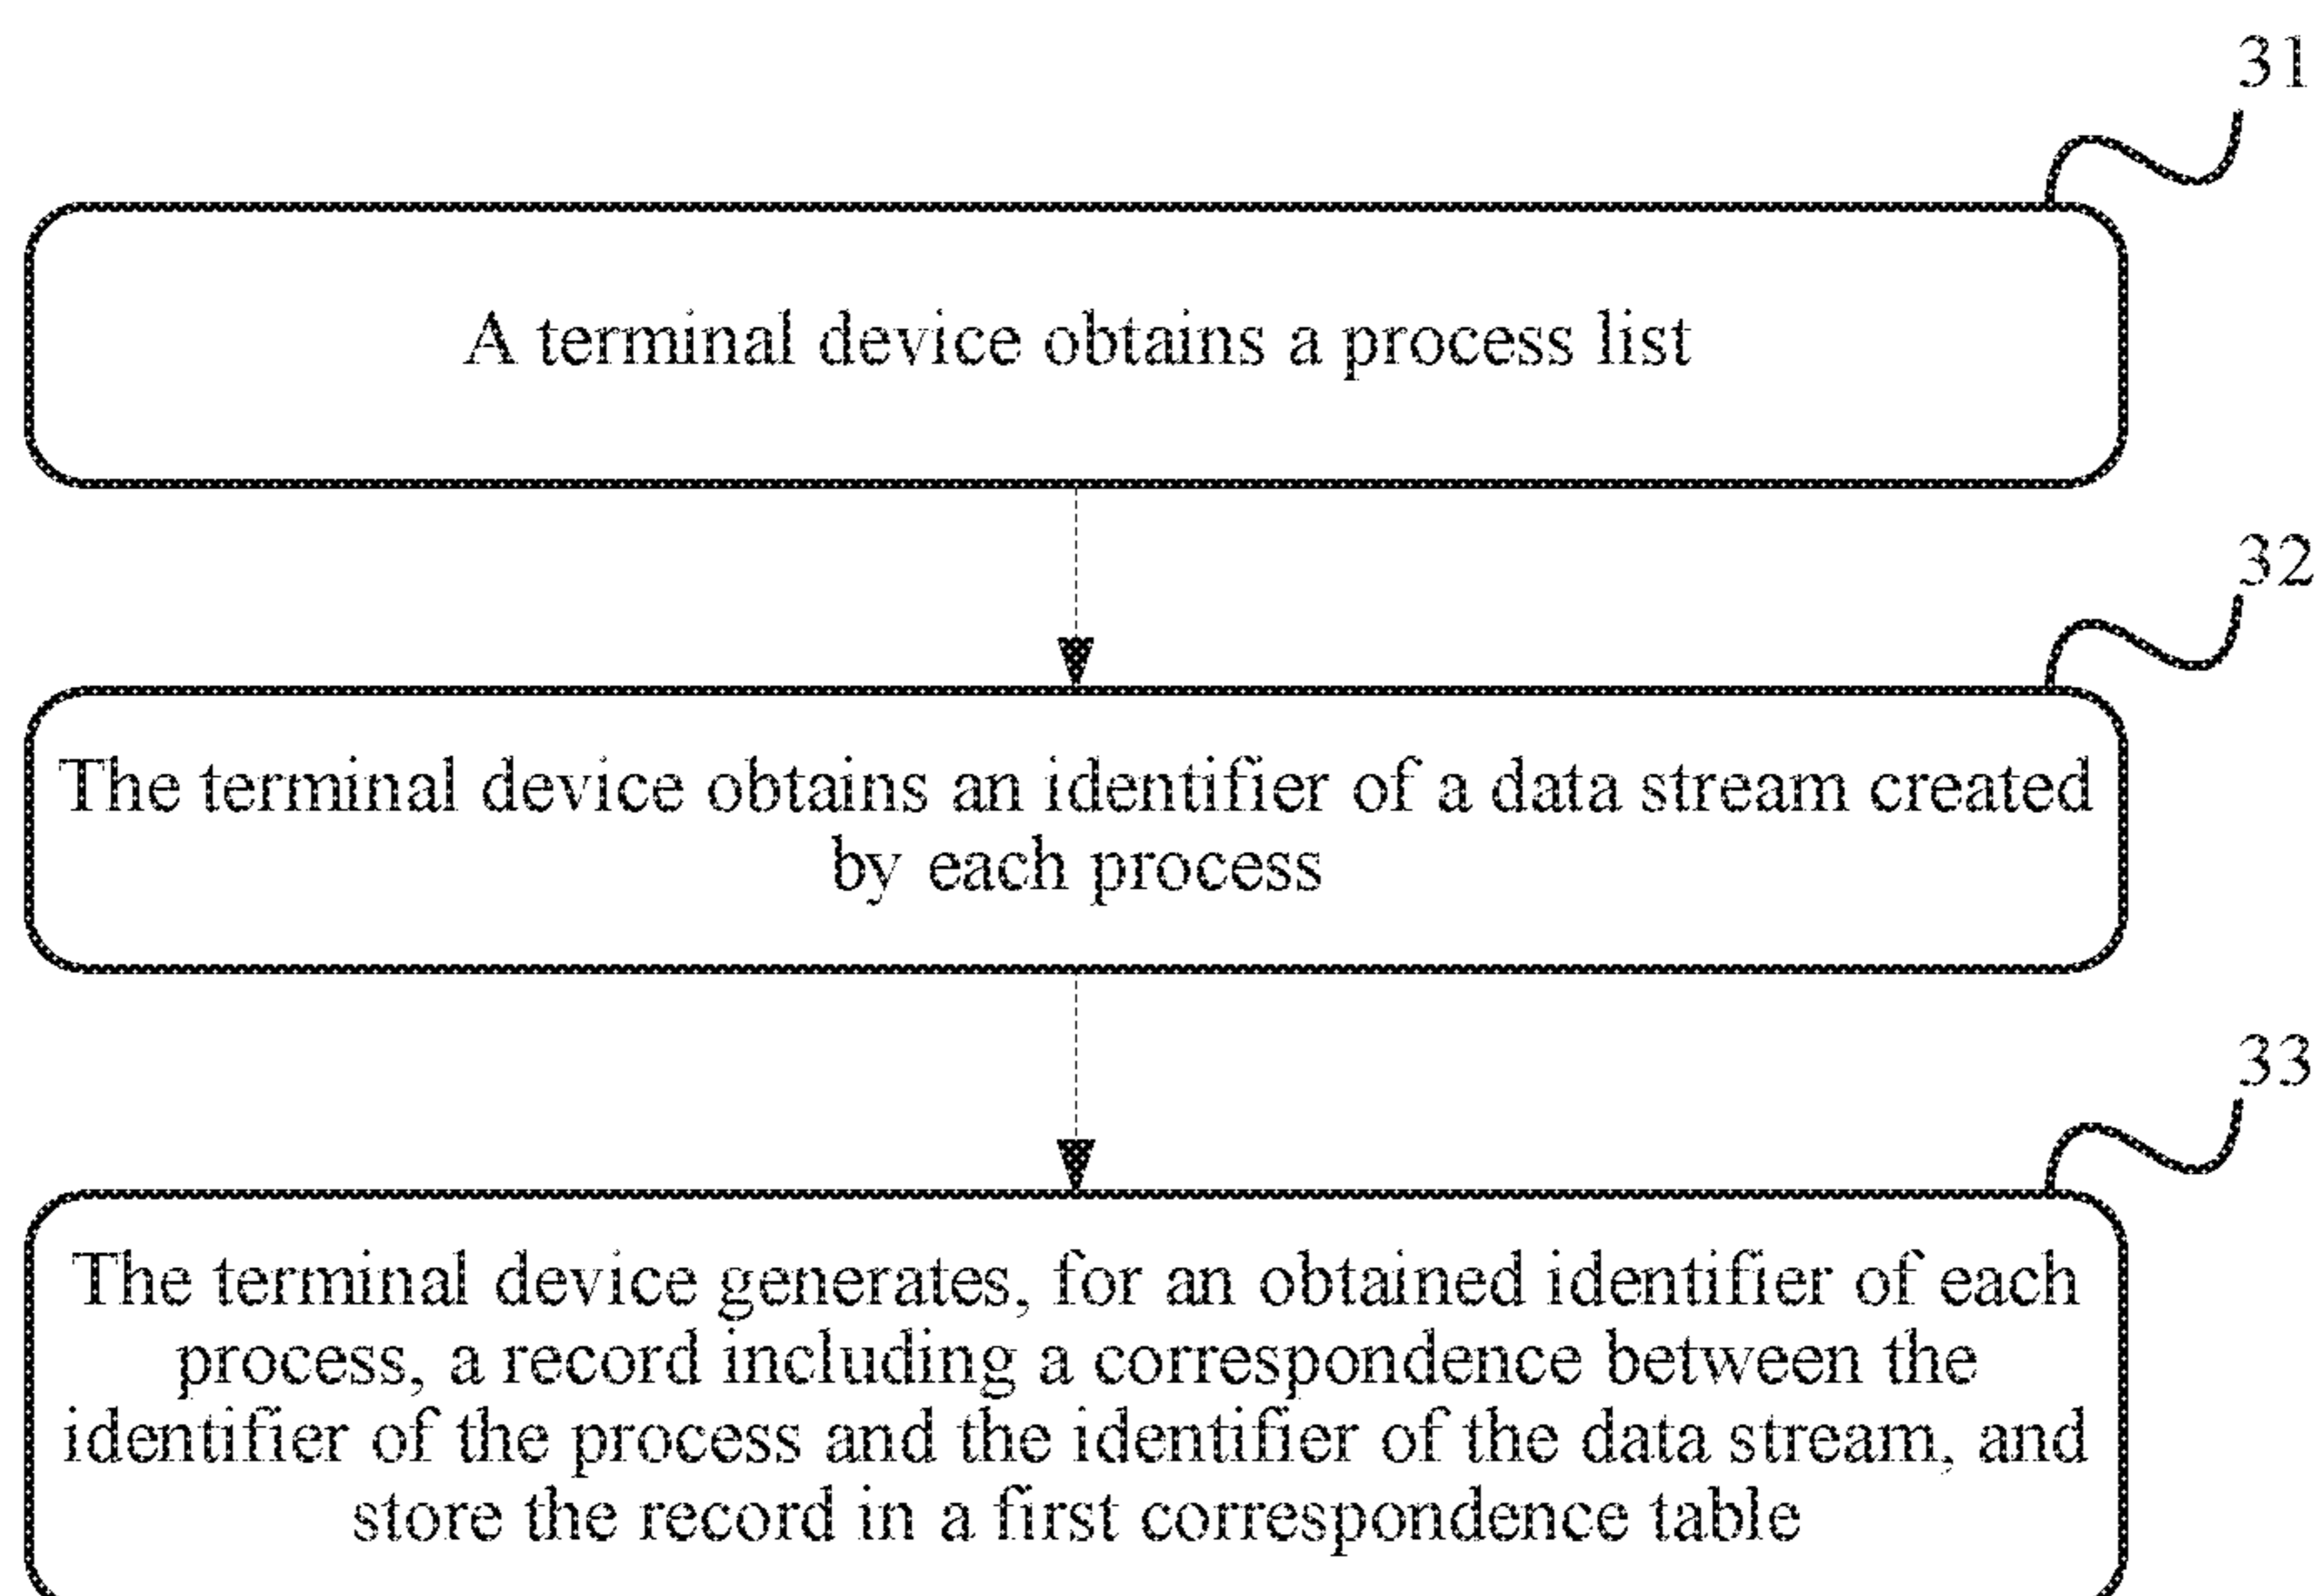 31
A terminal device obtains a process list
32
The terminal device obtains an identifier of a data stream created
by each process
33
The terminal device generates, for an obtained identifier of each
process, a record including a correspondence between the
identifier of the process and the identifier of the data stream, and
store the record in a first correspondence table